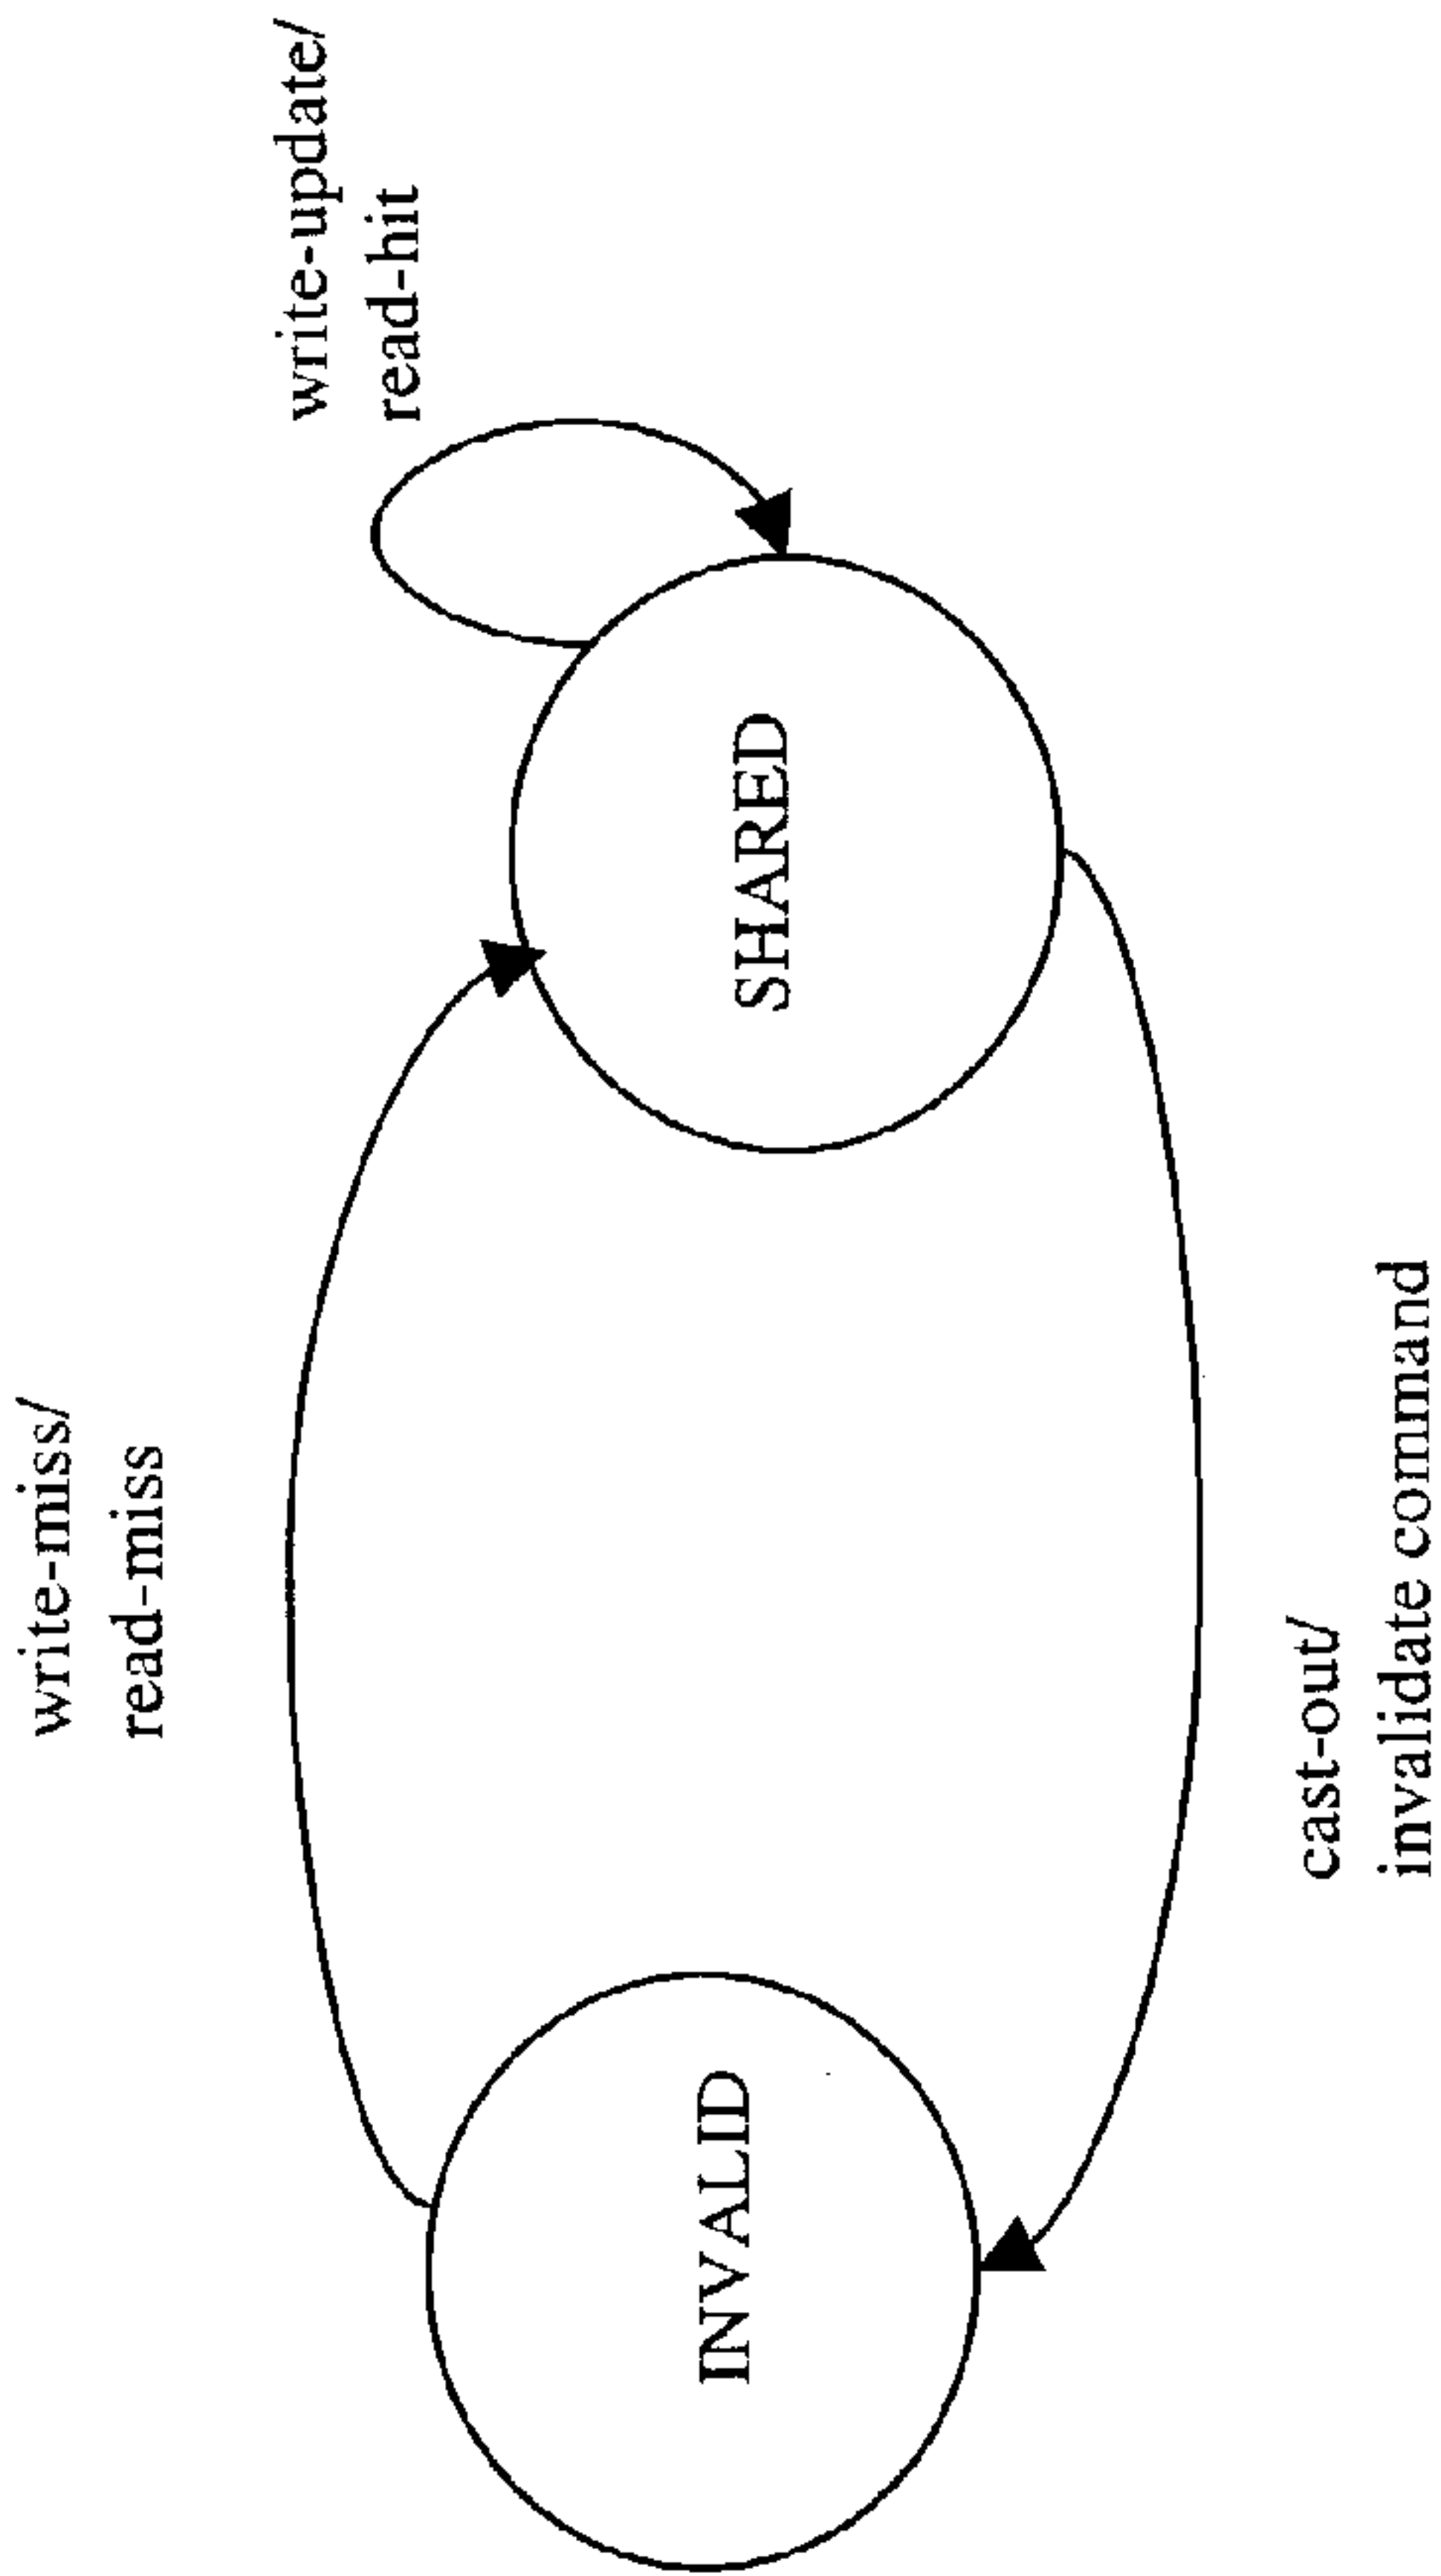 write-miss/
read-miss
write-update/
read-hit
INVALID
SHARED
cast-out/
invalidate command